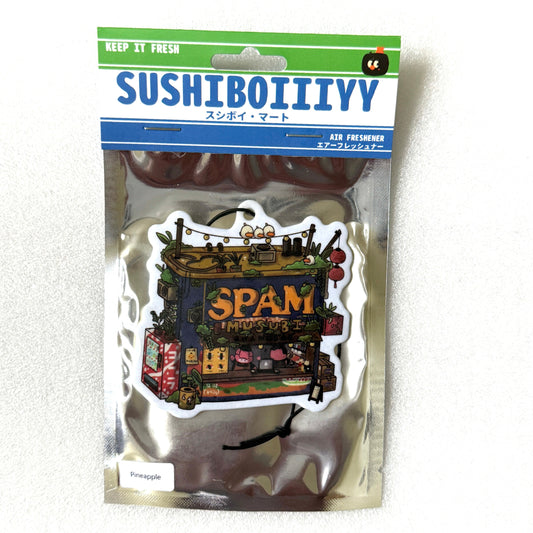 KEEP IT FRESH
SUSHIBOIIIYY
スシボイ・マート
AIR FRESHENER
エアーフレッシュナー
SPAM
MUSUBI
Pineapple